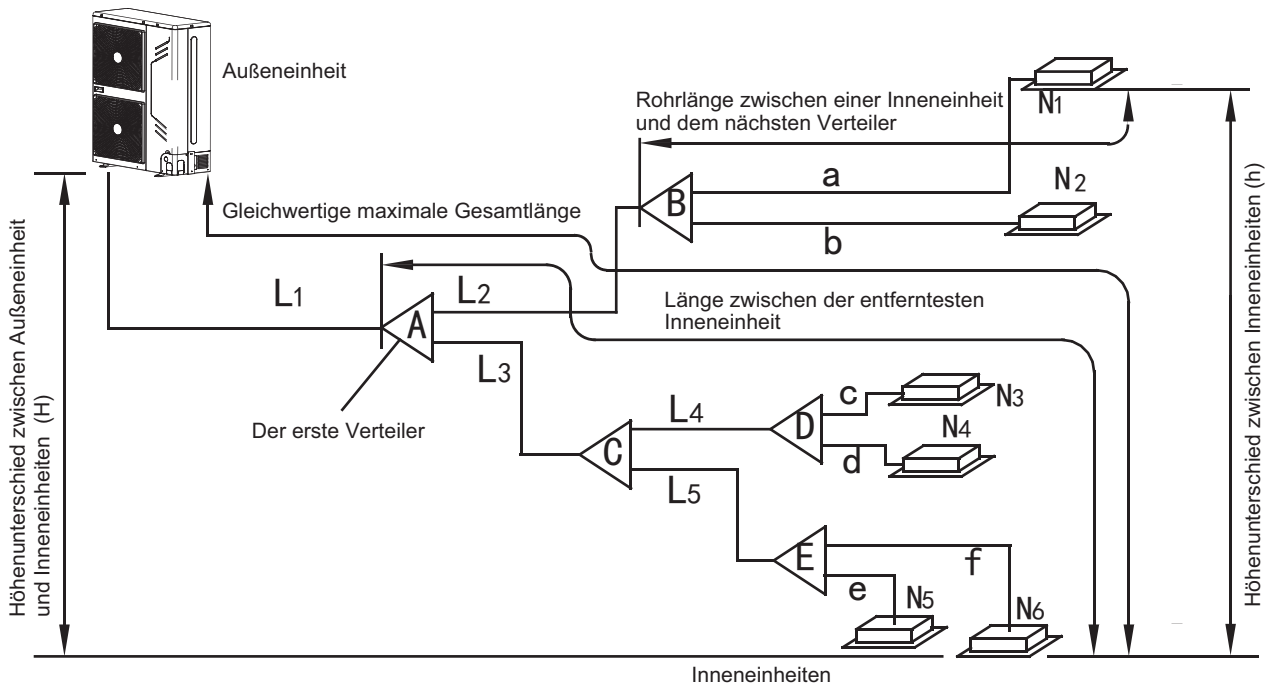 Außeneinheit
Rohrlänge zwischen einer Inneneinheit
und dem nächsten Verteiler
N1
a
N2
B
b
Gleichwertige maximale Gesamtlänge
L1
L2
A
Länge zwischen der entferntesten
Inneneinheit
L3
Der erste Verteiler
L4
C
L5
D
c
N3
d
N4
E
f
e
N5
N6
Höhenunterschied zwischen Außeneinheit
und Inneneinheiten (H)
Höhenunterschied zwischen Inneneinheiten (h)
Inneneinheiten